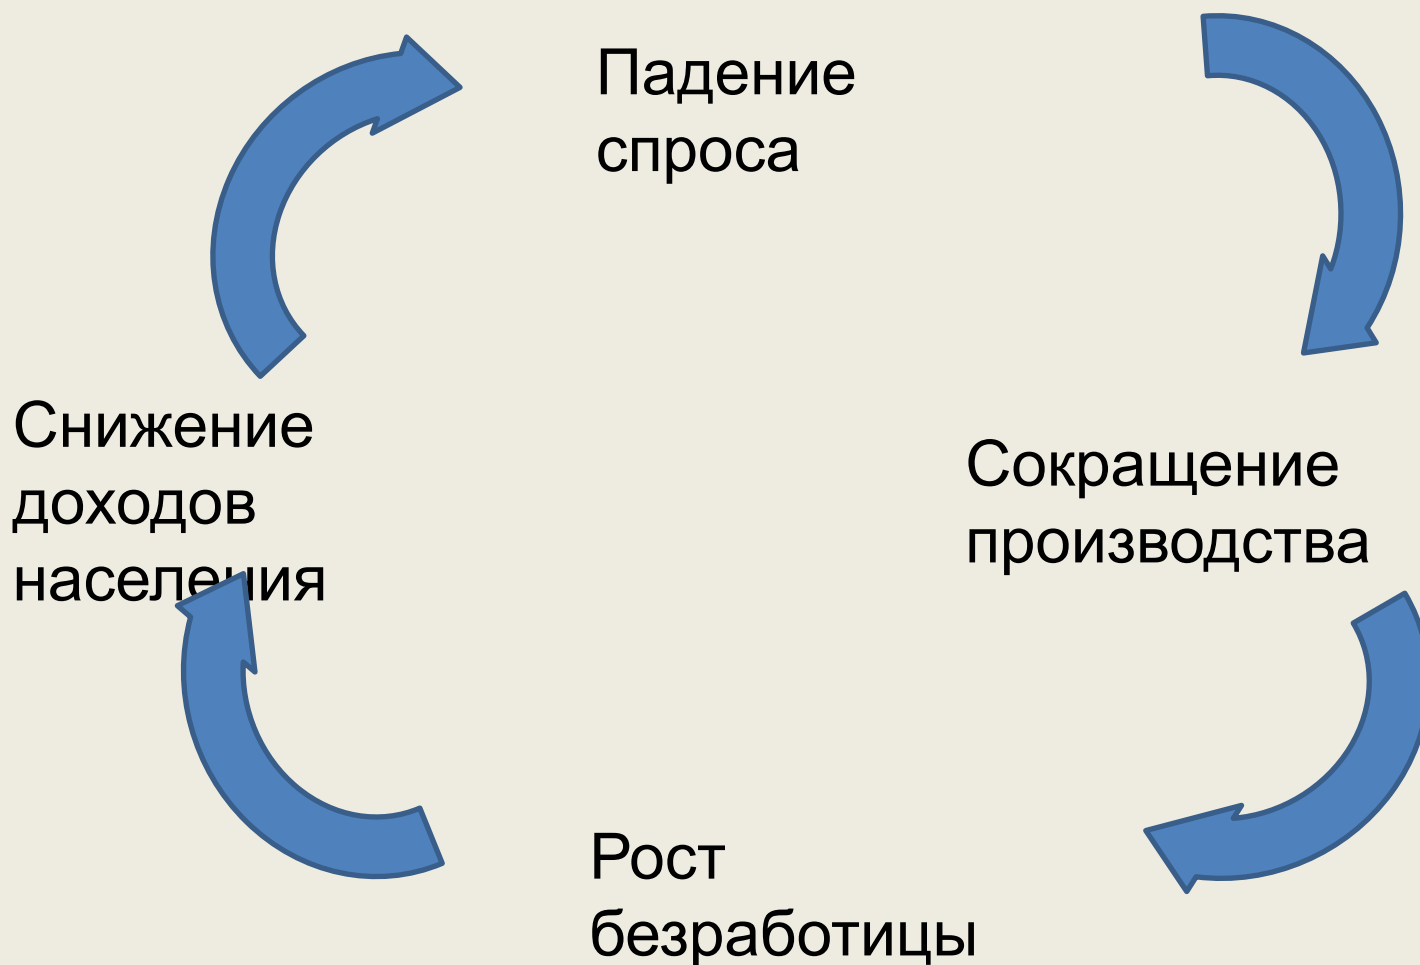 Падение
спроса
Снижение
доходов
населения
Сокращение
производства
Рост
безработицы